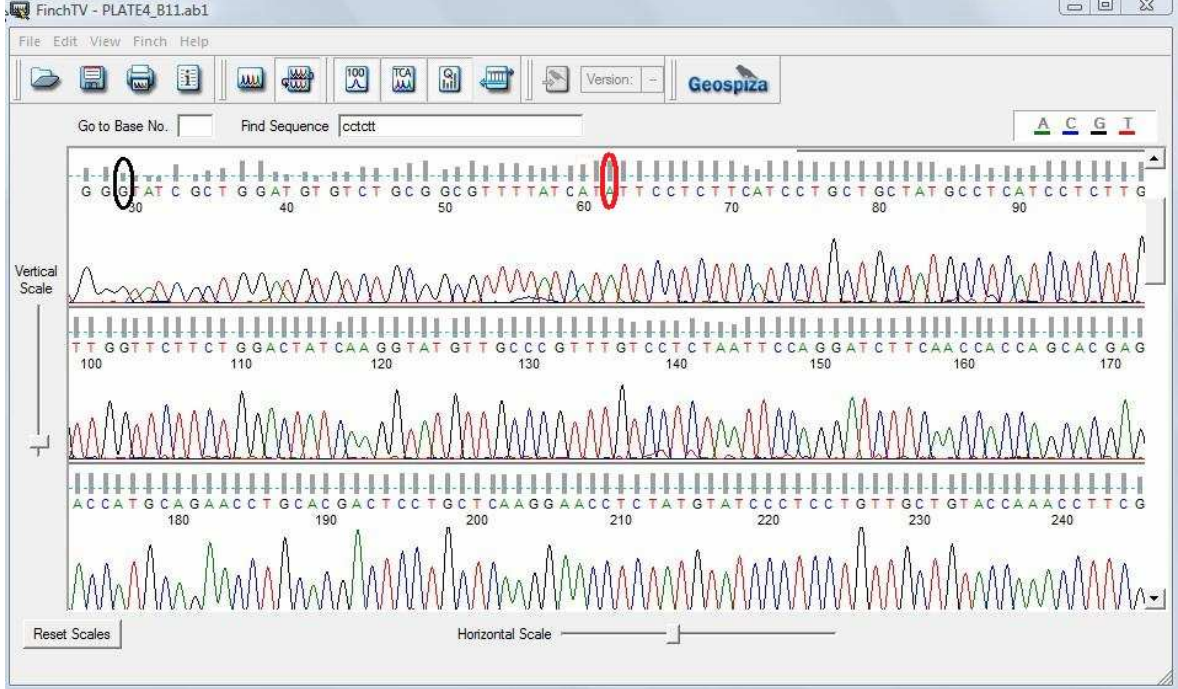 FinchTV - PLATE4_B11.ab1
File Edit View Finch Help
100 TCA Version: -- Geospiza
Go to Base No. Find Sequence cctctt A C G T
G G G T A T C G C T G G A T G T G T C T G C G G C G T T T T A T C A T A T T C C T C T T C A T C C T G C T G C T A T G C C T C A T C C T C T T G
30 40 50 60 70 80 90
Vertical
Scale
T T G G T T C T T C T G G A C T A T C A A G G T A T G T T G C C C G T T T G T C C T C T A A T T C C A G G A T C T T C A A C C A C C A G C A C G A G
100 110 120 130 140 150 160 170
A C C A T G C A G A A C C T G C A C G A C T C C T G C T C A A G G A A C C T C T A T G T A T C C C T C C T G T T G C T G T A C C A A A C C T T C G
180 190 200 210 220 230 240
Reset Scales Horizontal Scale